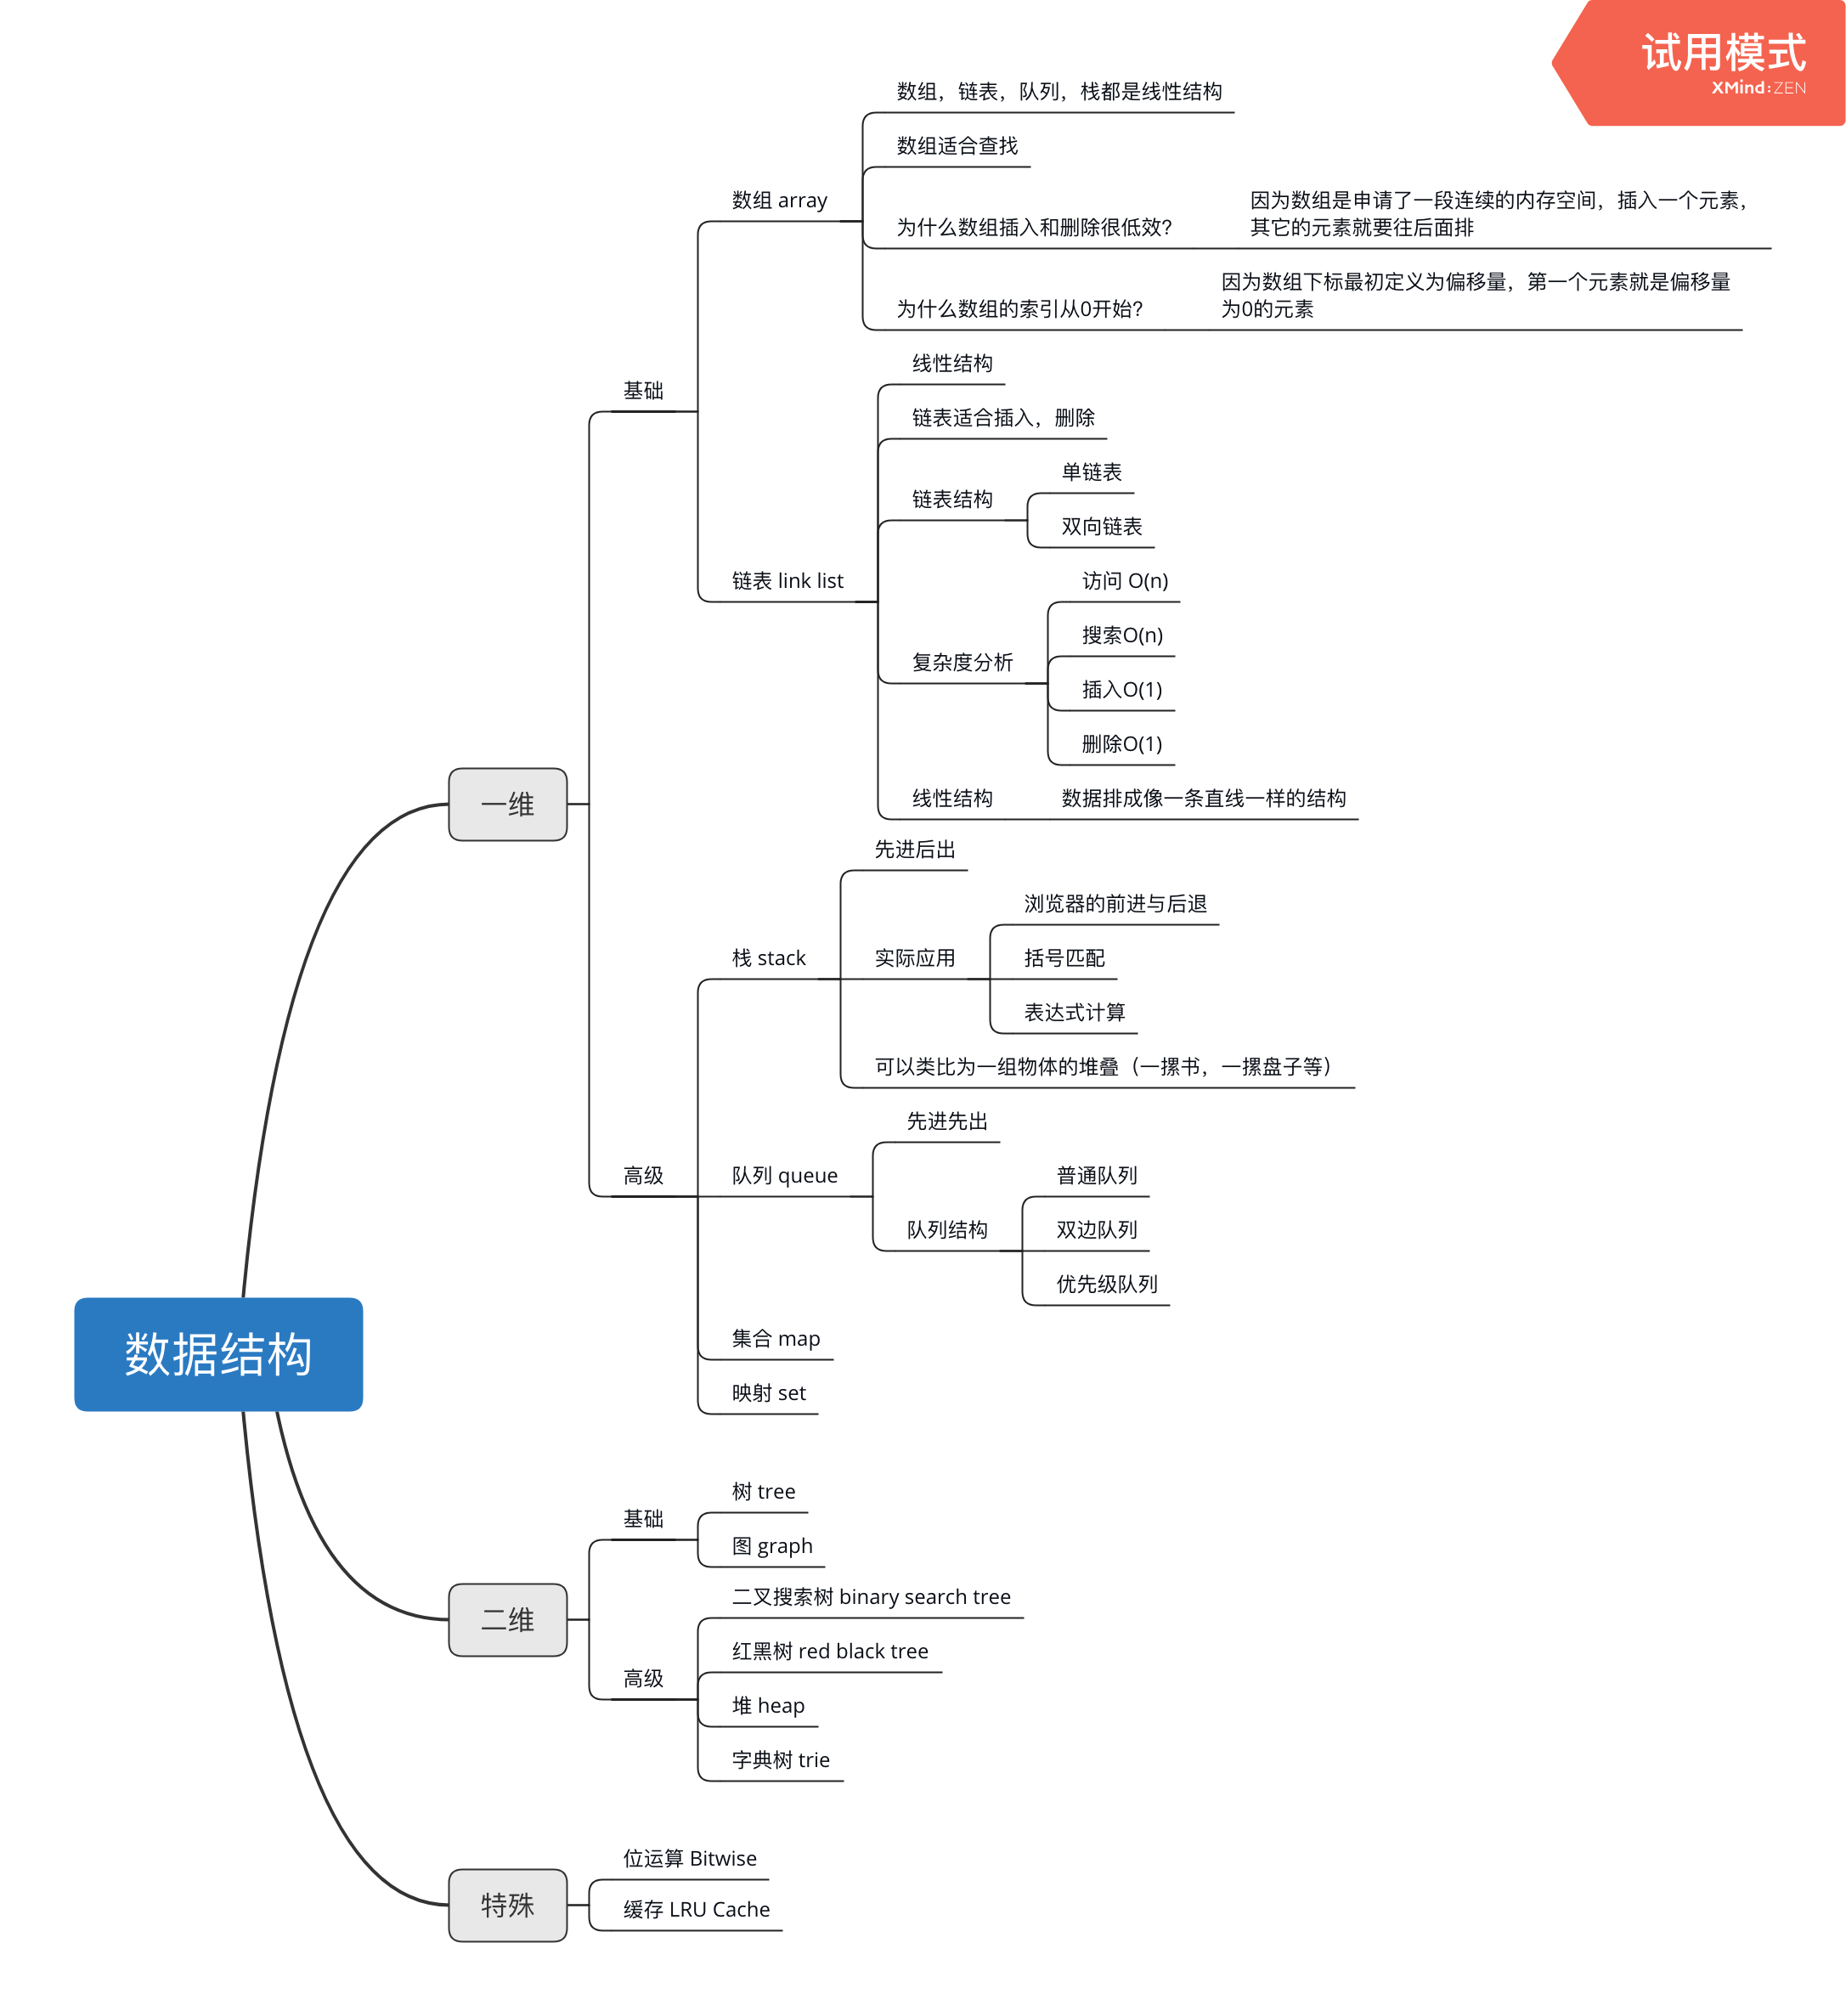 试用模式
XMind:ZEN
数据结构
一维
基础
数组 array
数组，链表，队列，栈都是线性结构
数组适合查找
为什么数组插入和删除很低效？
因为数组是申请了一段连续的内存空间，插入一个元素，
其它的元素就要往后面排
为什么数组的索引从0开始？
因为数组下标最初定义为偏移量，第一个元素就是偏移量
为0的元素
链表 link list
线性结构
链表适合插入，删除
链表结构
单链表
双向链表
复杂度分析
访问 O(n)
搜索O(n)
插入O(1)
删除O(1)
线性结构
数据排成像一条直线一样的结构
高级
栈 stack
先进后出
实际应用
浏览器的前进与后退
括号匹配
表达式计算
可以类比为一组物体的堆叠（一摞书，一摞盘子等）
队列 queue
先进先出
队列结构
普通队列
双边队列
优先级队列
集合 map
映射 set
二维
基础
树 tree
图 graph
高级
二叉搜索树 binary search tree
红黑树 red black tree
堆 heap
字典树 trie
特殊
位运算 Bitwise
缓存 LRU Cache